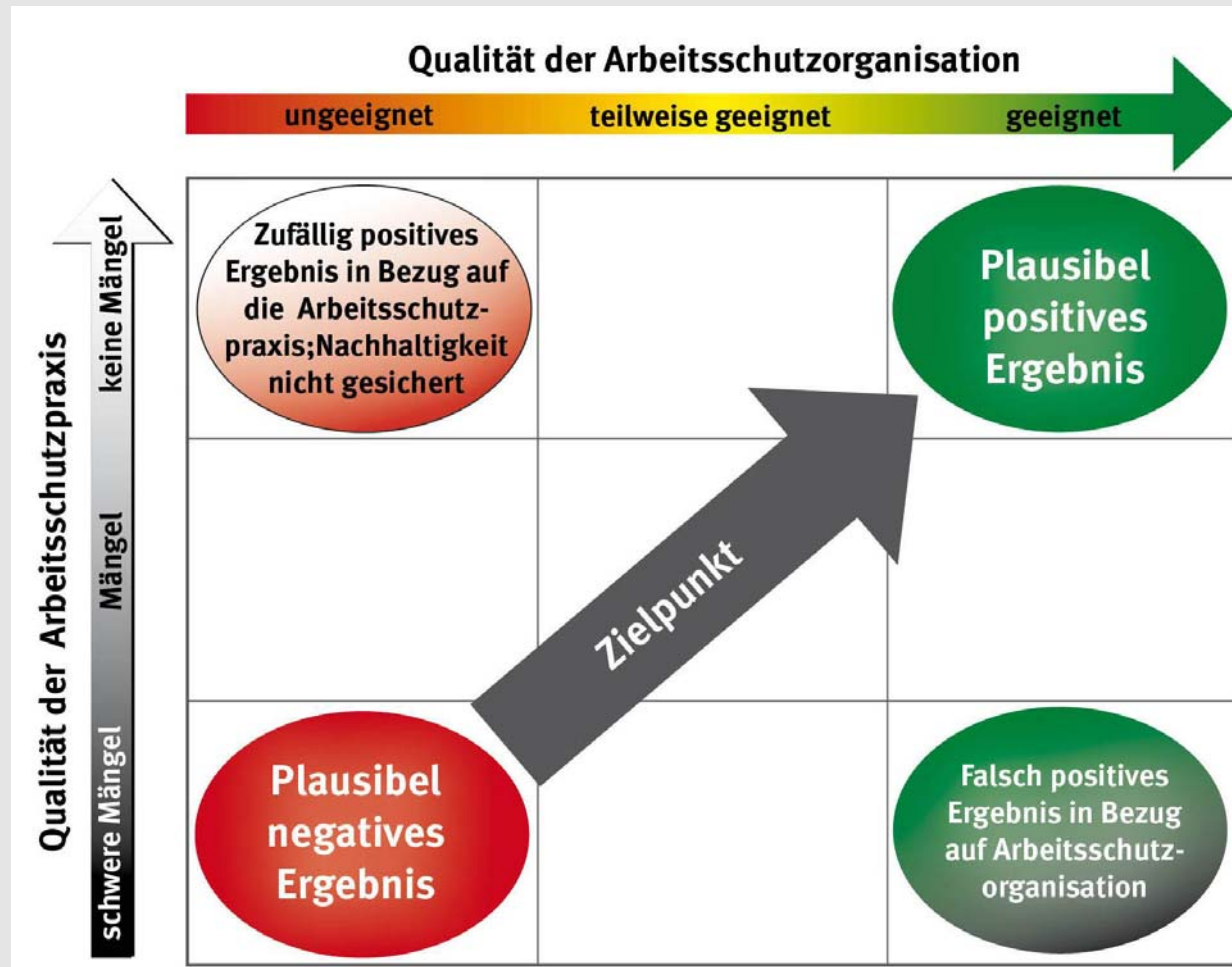 Qualität der Arbeitsschutzorganisation
ungeeignet
teilweise geeignet
geeignet
Qualität der Arbeitsschutzpraxis
keine Mängel
Mängel
schwere Mängel
Zufällig positives
Ergebnis in Bezug auf
die Arbeitsschutz-
praxis;Nachhaltigkeit
nicht gesichert
Plausibel
positives
Ergebnis
Zielpunkt
Plausibel
negatives
Ergebnis
Falsch positives
Ergebnis in Bezug
auf Arbeitsschutz-
organisation